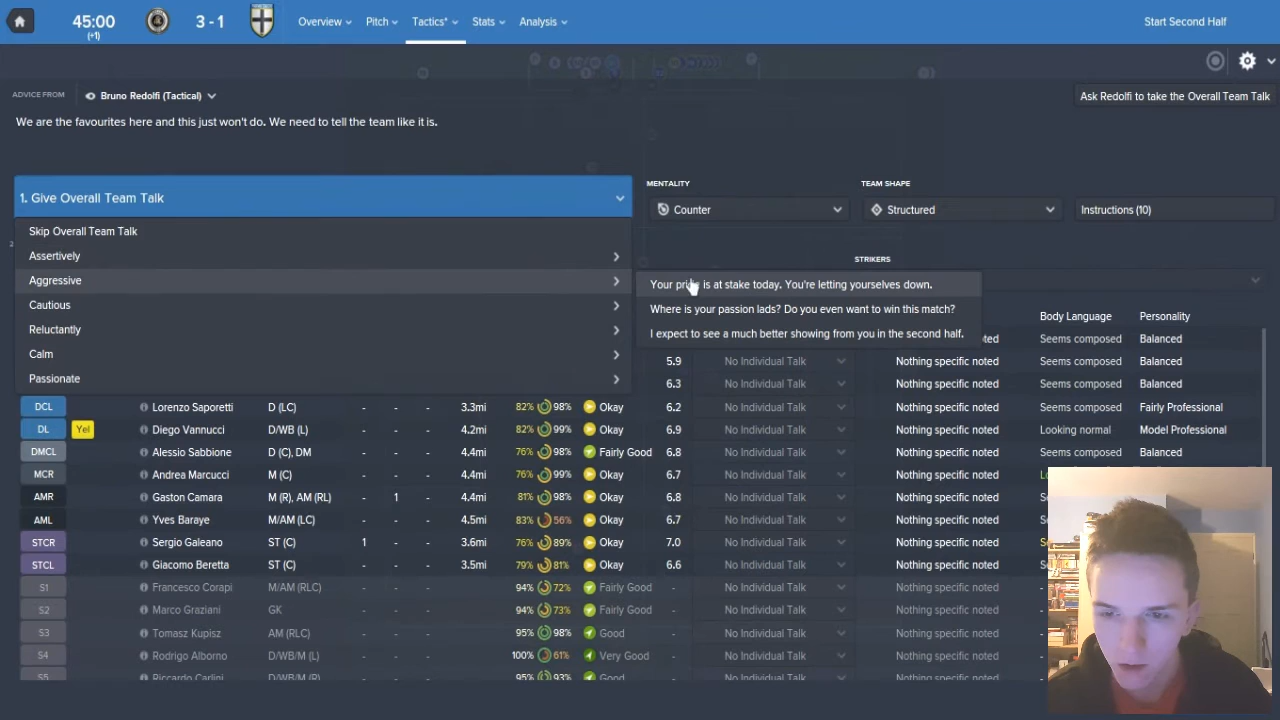 45:00
(+1)
3 - 1
Overview
Pitch
Tactics*
Stats
Analysis
Start Second Half
ADVICE FROM
Bruno Redolfi (Tactical)
Ask Redolfi to take the Overall Team Talk
We are the favourites here and this just won't do. We need to tell the team like it is.
1. Give Overall Team Talk
MENTALITY
TEAM SHAPE
Counter
Structured
Instructions (10)
Skip Overall Team Talk
Assertively
STRIKERS
Aggressive
Your is at stake today. You're letting yourselves down.
Cautious
Where is your passion lads? Do you even want to win this match?
Body Language
Personality
Reluctantly
I expect to see a much better showing from you in the second half.
Seems composed
Balanced
Calm
5.9 No Individual Talk Nothing specific noted Seems composed Balanced
Passionate
6.3 No Individual Talk Nothing specific noted Seems composed Balanced
DCL Lorenzo Saporetti D (LC) - - - 3.3mi 82% 98% Okay 6.2 No Individual Talk Nothing specific noted Seems composed Fairly Professional
DL Yel Diego Vannucci D/WB (L) - - - 4.2mi 82% 99% Okay 6.9 No Individual Talk Nothing specific noted Looking normal Model Professional
DMCL Alessio Sabbione D (C), DM - - - 4.4mi 76% 98% Fairly Good 6.8 No Individual Talk Nothing specific noted Seems composed Balanced
MCR Andrea Marcucci M (C) - - - 4.4mi 76% 99% Okay 6.7 No Individual Talk Nothing specific noted
AMR Gaston Camara M (R), AM (RL) - 1 - 4.4mi 81% 98% Okay 6.8 No Individual Talk Nothing specific noted
AML Yves Baraye M/AM (LC) - - - 4.5mi 83% 56% Okay 6.7 No Individual Talk Nothing specific noted
STCR Sergio Galeano ST (C) 1 - - 3.6mi 76% 89% Okay 7.0 No Individual Talk Nothing specific noted
STCL Giacomo Beretta ST (C) - - - 3.5mi 79% 81% Okay 6.6 No Individual Talk Nothing specific noted
S1 Francesco Corapi M/AM (RLC) 94% 72% Fairly Good - No Individual Talk Nothing specific noted -
S2 Marco Graziani GK 94% 73% Fairly Good - No Individual Talk Nothing specific noted -
S3 Tomasz Kupisz AM (RLC) 95% 98% Good - No Individual Talk Nothing specific noted -
S4 Rodrigo Alborno D/WB/M (L) 100% 61% Very Good - No Individual Talk Nothing specific noted -
S5 Riccardo Carlini D/WB/M (R) 95% 93% Good - No Individual Talk Nothing specific noted -